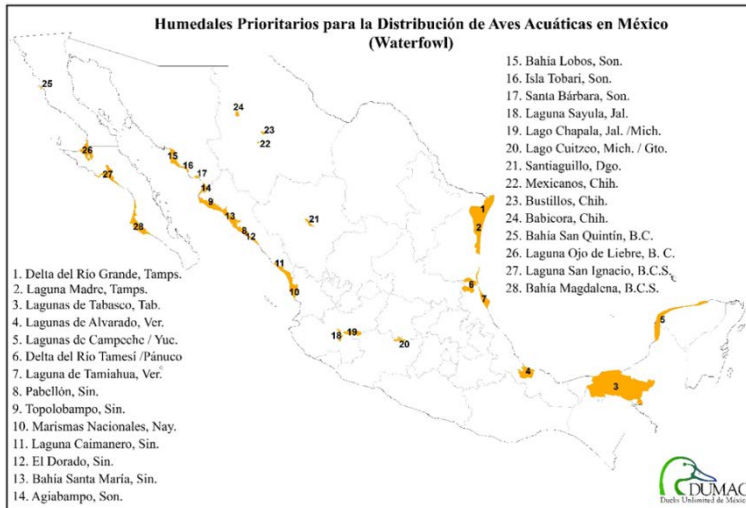 Humedales Prioritarios para la Distribución de Aves Acuáticas en México
(Waterfowl)
15. Bahía Lobos, Son.
16. Isla Tobari, Son.
17. Santa Bárbara, Son.
18. Laguna Sayula, Jal.
19. Lago Chapala, Jal. /Mich.
20. Lago Cuitzeo, Mich. / Gto.
21. Santiaguillo, Dgo.
22. Mexicanos, Chih.
23. Bustillos, Chih.
24. Babicora, Chih.
25. Bahía San Quintín, B.C.
26. Laguna Ojo de Liebre, B. C.
27. Laguna San Ignacio, B.C.S.
28. Bahía Magdalena, B.C.S.
1. Delta del Río Grande, Tamps.
2. Laguna Madre, Tamps.
3. Lagunas de Tabasco, Tab.
4. Lagunas de Alvarado, Ver.
5. Lagunas de Campeche / Yuc.
6. Delta del Río Tamesí /Pánuco
7. Laguna de Tamiahua, Ver.
8. Pabellón, Sin.
9. Topolobampo, Sin.
10. Marismas Nacionales, Nay.
11. Laguna Caimanero, Sin.
12. El Dorado, Sin.
13. Bahía Santa María, Sin.
14. Agiabampo, Son.
25
24
23
22
26
15
16
17
27
14
9
13
8
12
28
21
1
2
11
10
6
7
5
18
19
20
4
3
DUMAC
Ducks Unlimited de México